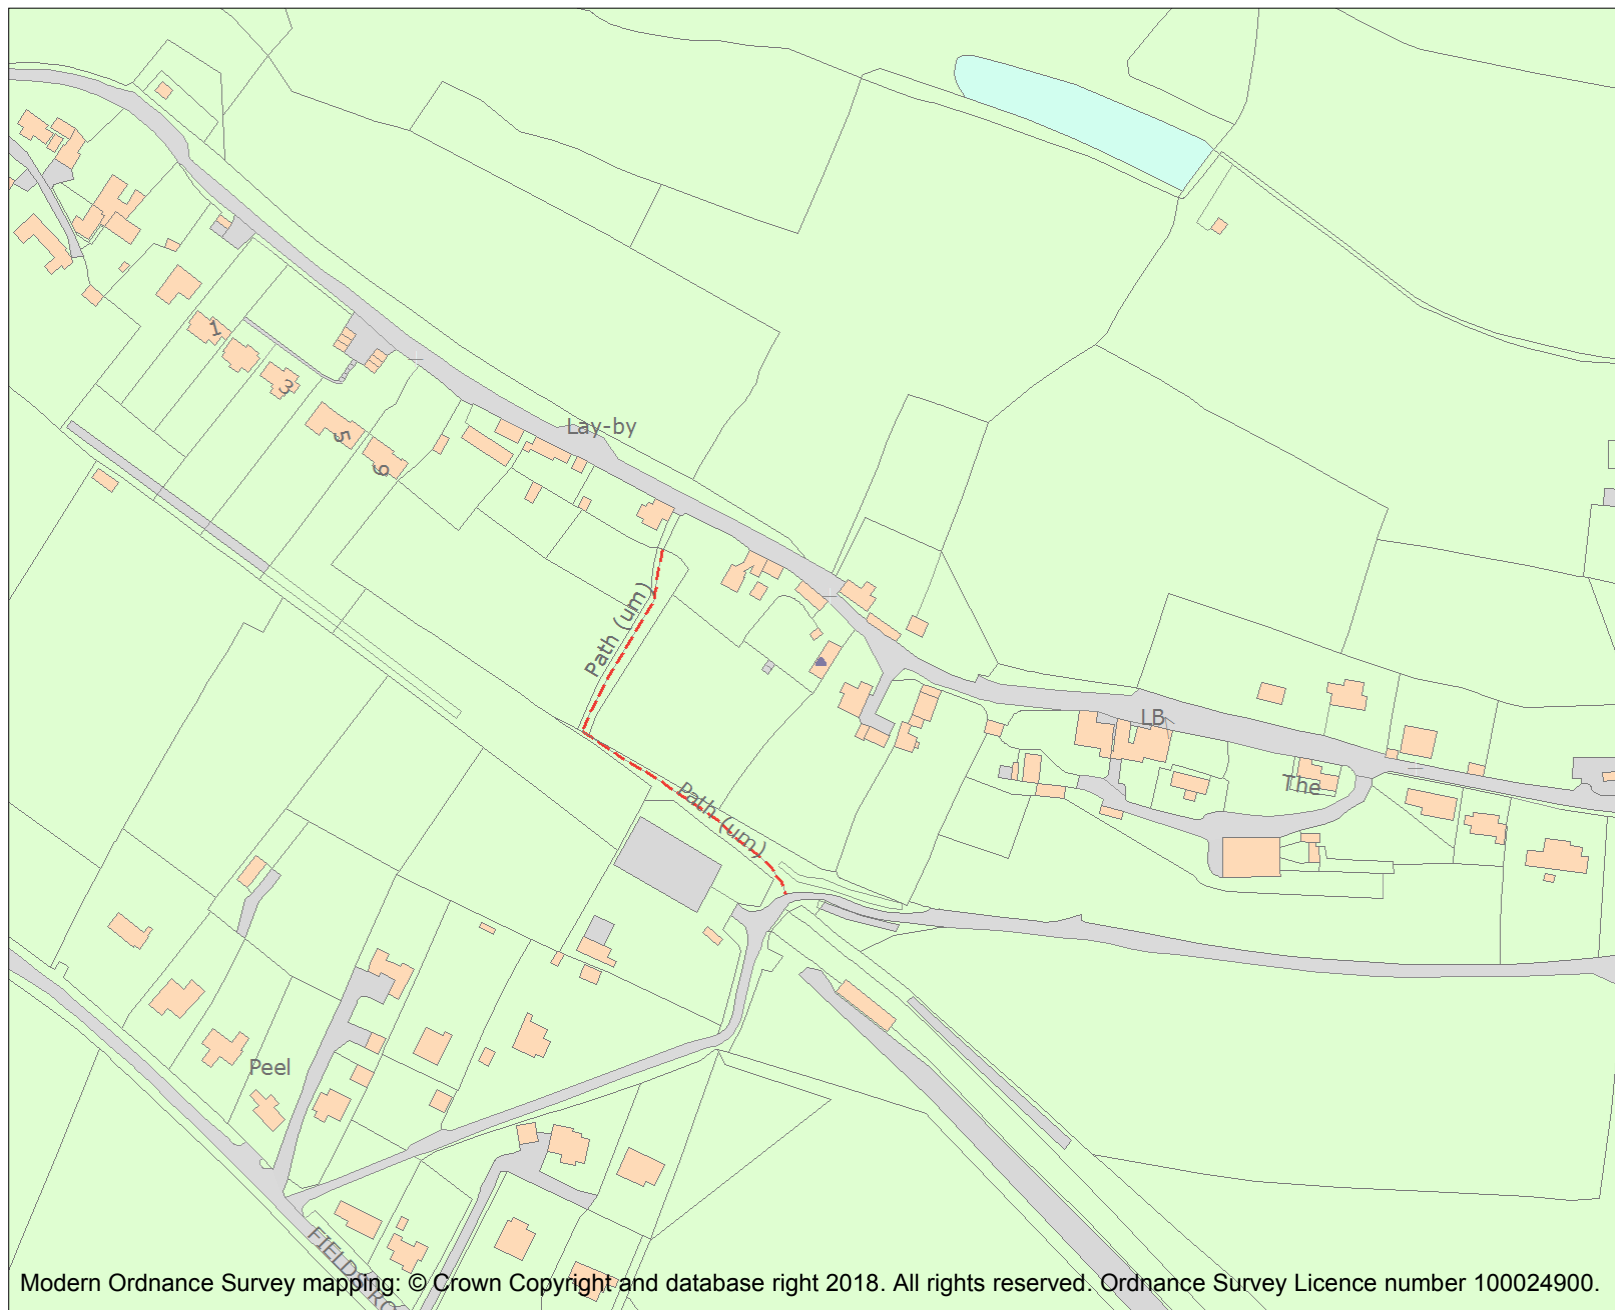 1
3
5
6
Lay-by
Path (um)
LB
The
Path (um)
Peel
Modern Ordnance Survey mapping: © Crown Copyright and database right 2018. All rights reserved. Ordnance Survey Licence number 100024900.